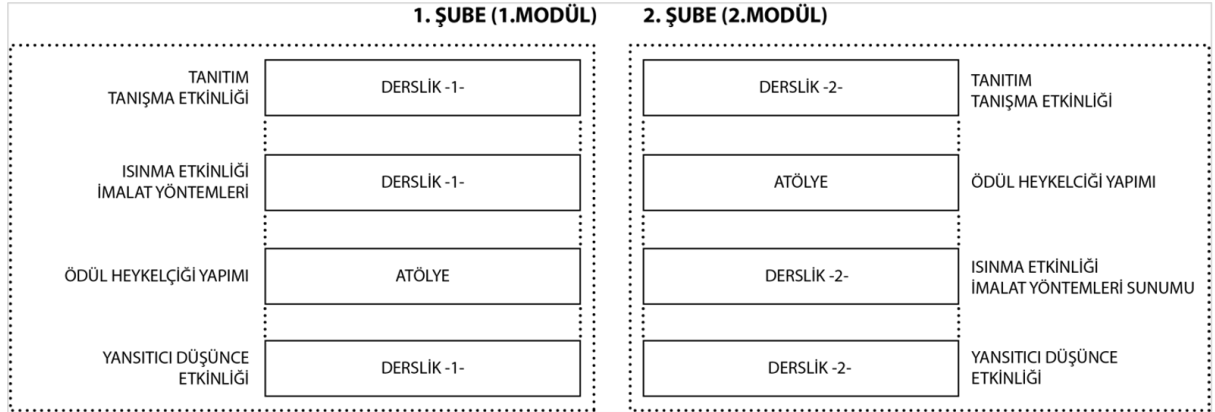 1. ŞUBE (1.MODÜL)
TANITIM
TANIŞMA ETKİNLİĞİ
DERSLİK -1-
ISINMA ETKİNLİĞİ
İMALAT YÖNTEMLERİ
DERSLİK -1-
ÖDÜL HEYKELÇİĞİ YAPIMI
ATÖLYE
YANSITICI DÜŞÜNCE
ETKİNLİĞİ
DERSLİK -1-
2. ŞUBE (2.MODÜL)
DERSLİK -2-
TANITIM
TANIŞMA ETKİNLİĞİ
ATÖLYE
ÖDÜL HEYKELCİĞİ YAPIMI
DERSLİK -2-
ISINMA ETKİNLİĞİ
İMALAT YÖNTEMLERİ SUNUMU
DERSLİK -2-
YANSITICI DÜŞÜNCE
ETKİNLİĞİ